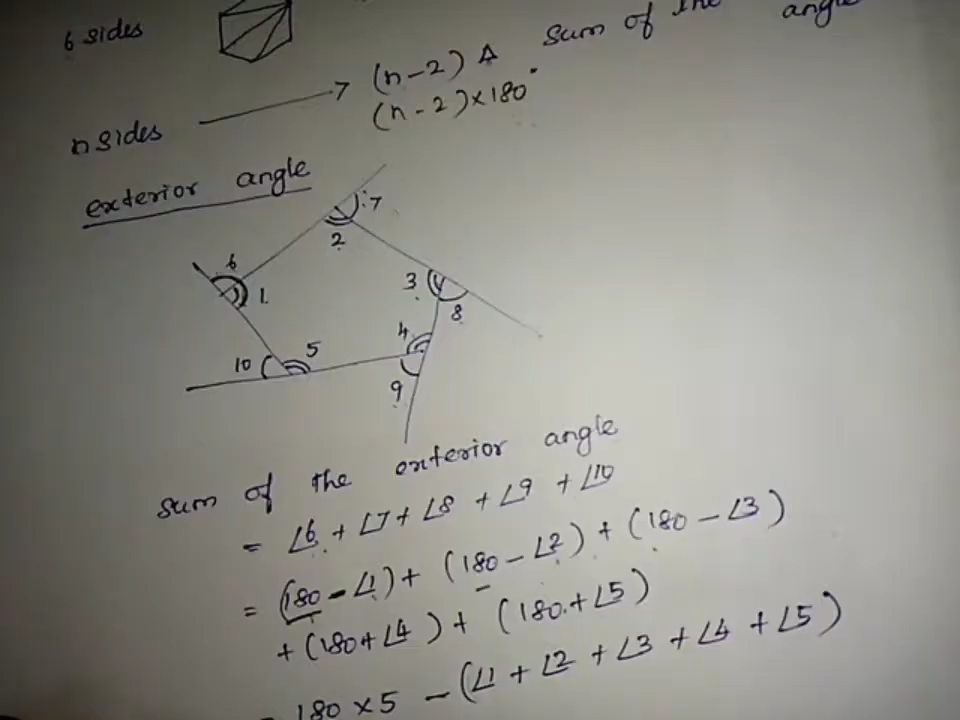 6 sides
sum of the angle
n sides
(n-2) Δ
(n-2)×180°
exterior angle
7
2
6
1
3
8
4
5
10
9
sum of the exterior angle
= ∠6 + ∠7 + ∠8 + ∠9 + ∠10
= (180 - ∠1) + (180 - ∠2) + (180 - ∠3)
+ (180 + ∠4) + (180 + ∠5)
= 180 × 5 - (∠1 + ∠2 + ∠3 + ∠4 + ∠5)